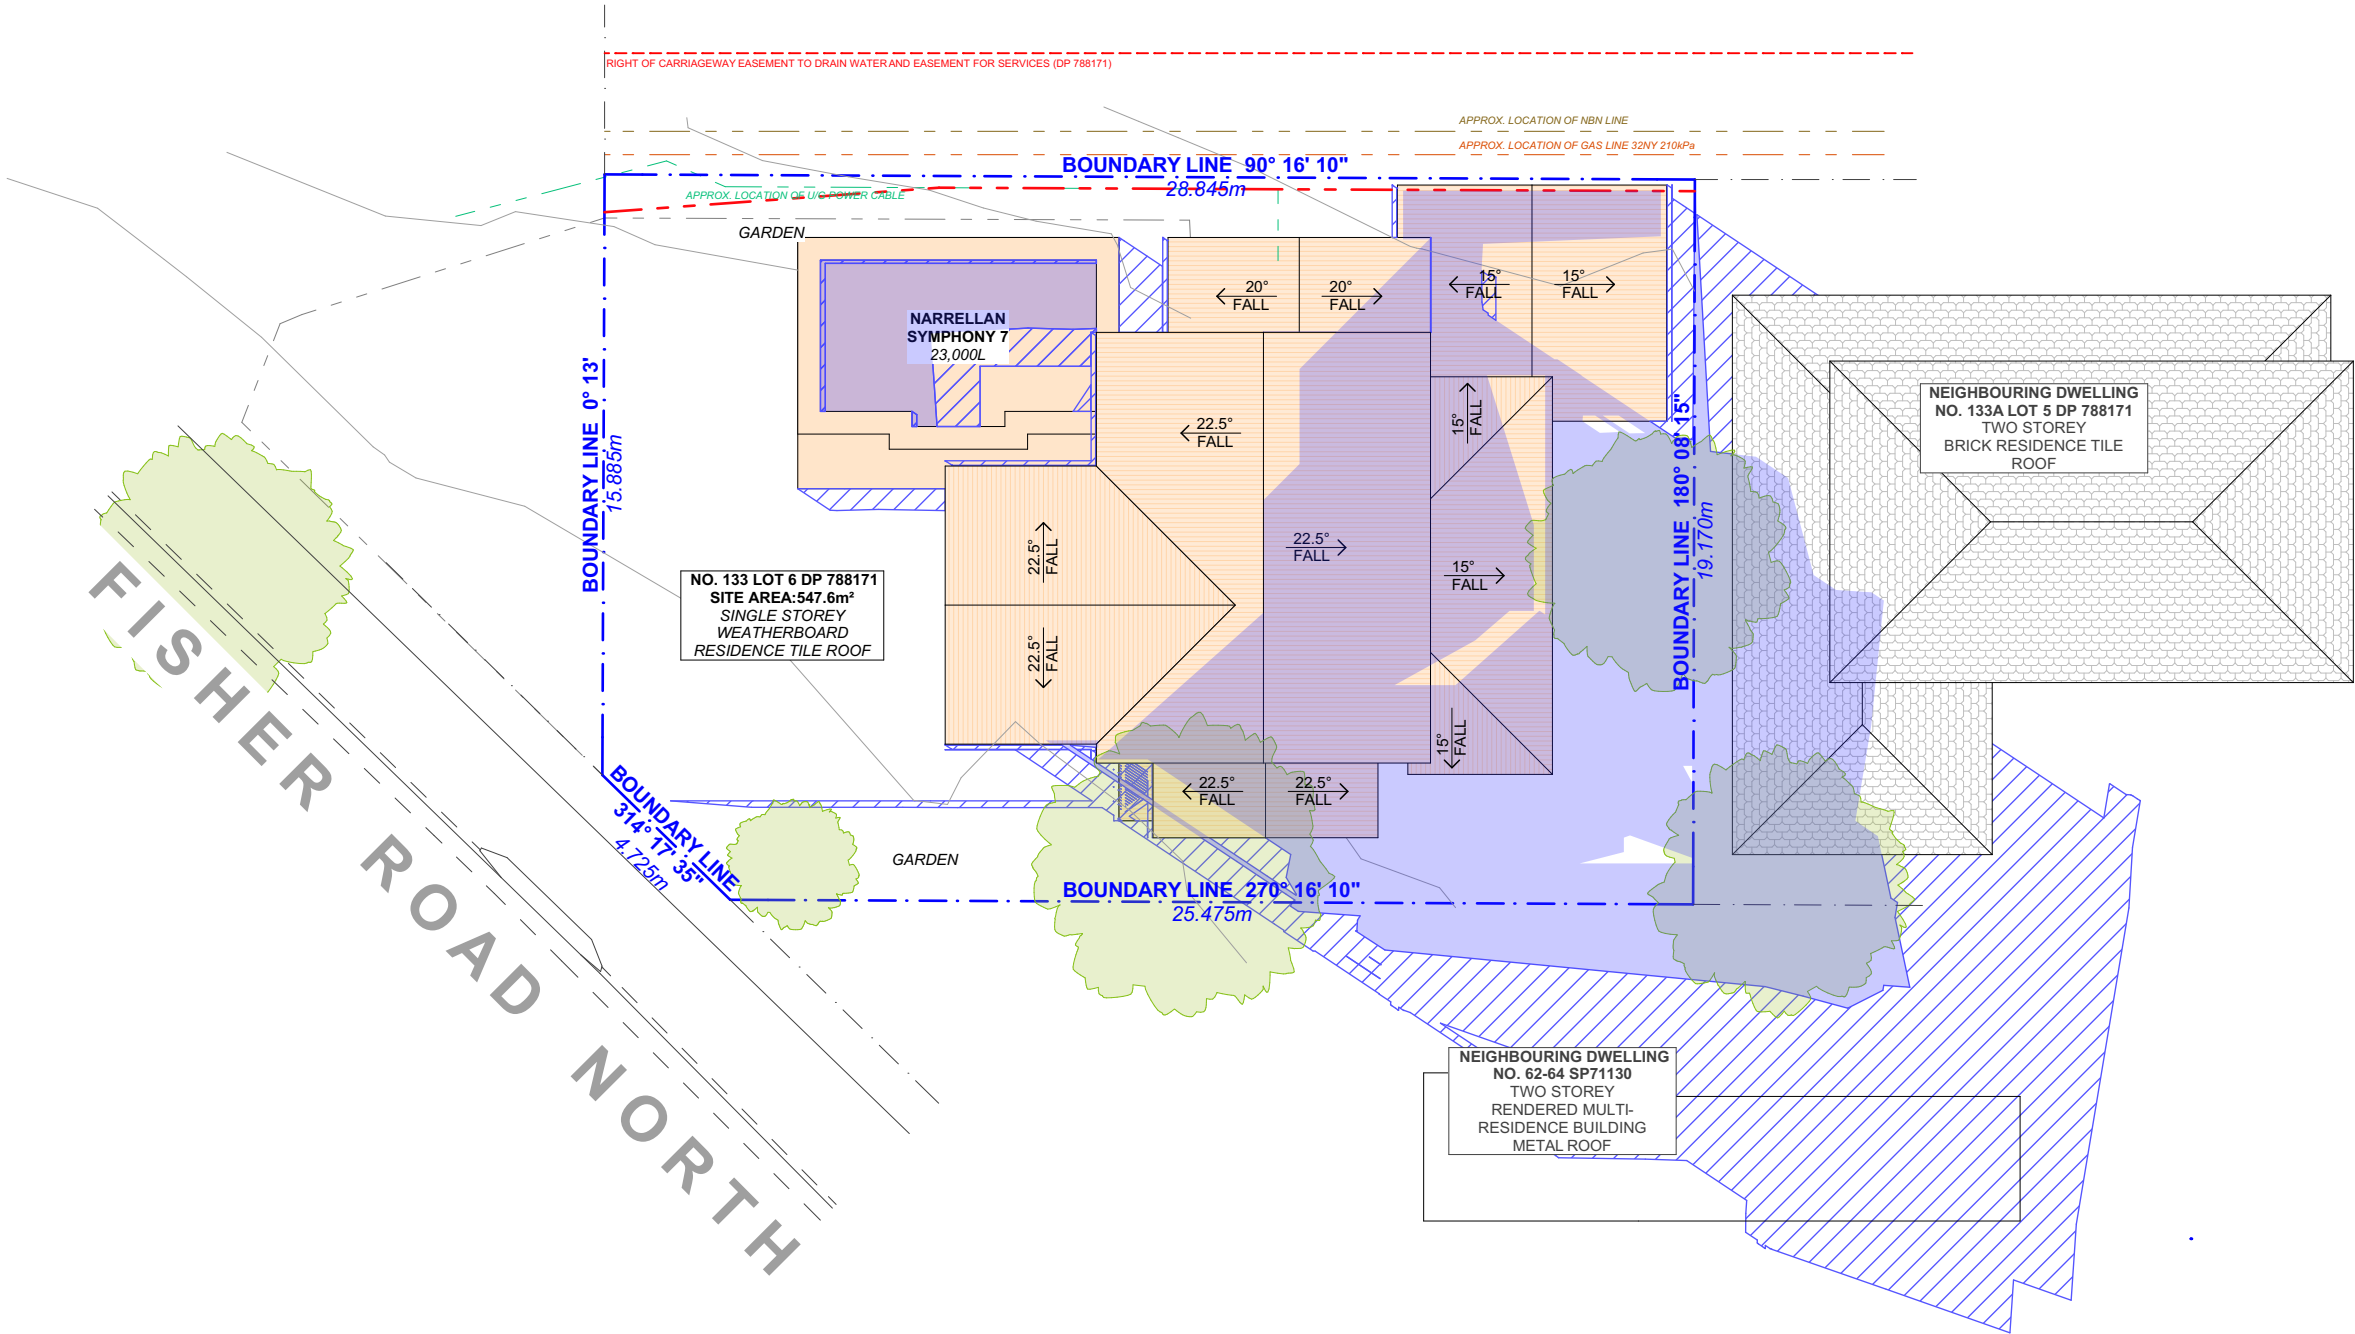 RIGHT OF CARRIAGEWAY EASEMENT TO DRAIN WATER AND EASEMENT FOR SERVICES (DP 788171)
APPROX. LOCATION OF NBN LINE
APPROX. LOCATION OF GAS LINE 32NY 210kPa
BOUNDARY LINE 90° 16' 10"
28.845m
APPROX. LOCATION OF U/G POWER CABLE
GARDEN
NARRELLAN
SYMPHONY 7
23,000L
20°
FALL
20°
FALL
15°
FALL
15°
FALL
22.5°
FALL
15°
FALL
22.5°
FALL
22.5°
FALL
15°
FALL
22.5°
FALL
15°
FALL
22.5°
FALL
22.5°
FALL
BOUNDARY LINE 0° 13'
15.885m
BOUNDARY LINE 180° 08' 15"
19.170m
NEIGHBOURING DWELLING
NO. 133A LOT 5 DP 788171
TWO STOREY
BRICK RESIDENCE TILE
ROOF
NO. 133 LOT 6 DP 788171
SITE AREA:547.6m²
SINGLE STOREY
WEATHERBOARD
RESIDENCE TILE ROOF
BOUNDARY LINE
314° 17' 35"
4.725m
GARDEN
BOUNDARY LINE 270° 16' 10"
25.475m
FISHER ROAD NORTH
NEIGHBOURING DWELLING
NO. 62-64 SP71130
TWO STOREY
RENDERED MULTI-
RESIDENCE BUILDING
METAL ROOF